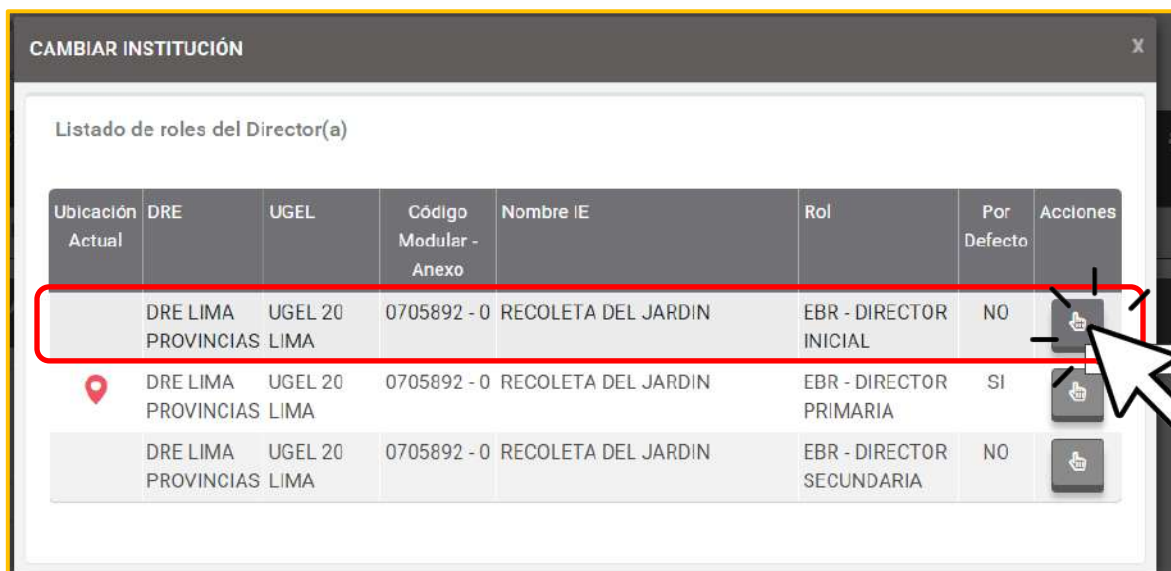 CAMBIAR INSTITUCIÓN X
Listado de roles del Director(a)
Ubicación DRE UGEL Código Nombre IE Rol Por Acciones
Actual Modular - Defecto
Anexo
DRE LIMA UGEL 20 0705892 - 0 RECOLETA DEL JARDIN EBR - DIRECTOR NO
PROVINCIAS LIMA INICIAL
DRE LIMA UGEL 20 0705892 - 0 RECOLETA DEL JARDIN EBR - DIRECTOR SI
PROVINCIAS LIMA PRIMARIA
DRE LIMA UGEL 20 0705892 - 0 RECOLETA DEL JARDIN EBR - DIRECTOR NO
PROVINCIAS LIMA SECUNDARIA